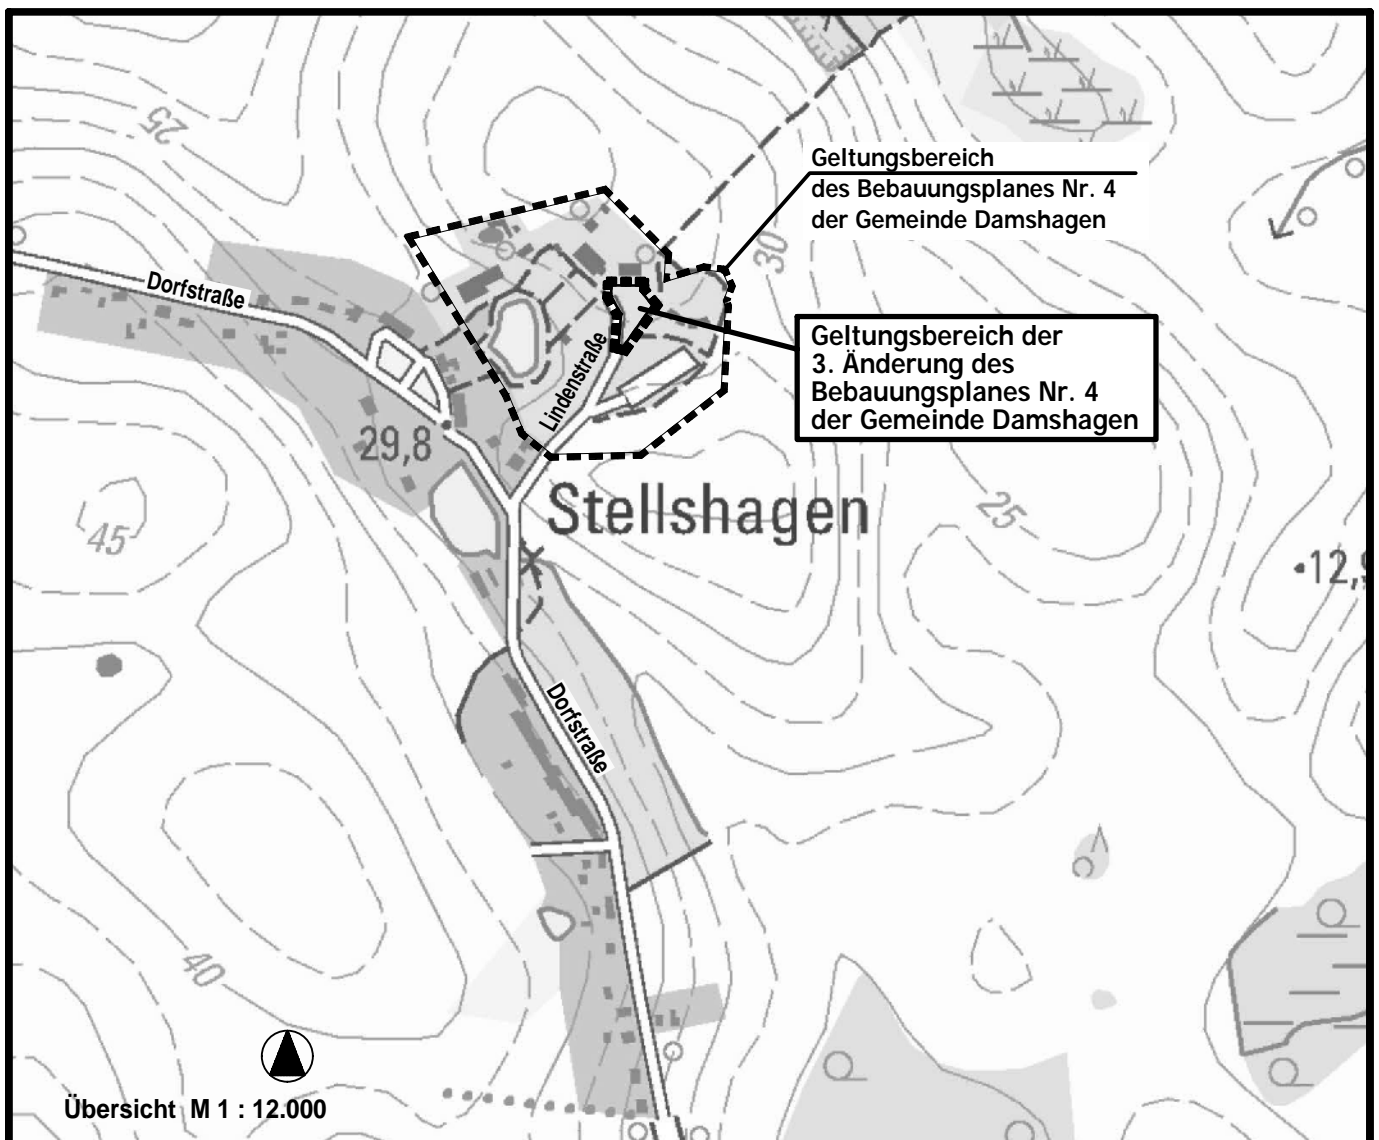 25
Geltungsbereich
des Bebauungsplanes Nr. 4
der Gemeinde Damshagen
30
Dorfstraße
Geltungsbereich der
3. Änderung des
Bebauungsplanes Nr. 4
der Gemeinde Damshagen
Lindenstraße
29,8
Stellshagen
25
45
12,9
Dorfstraße
40
Übersicht M 1 : 12.000